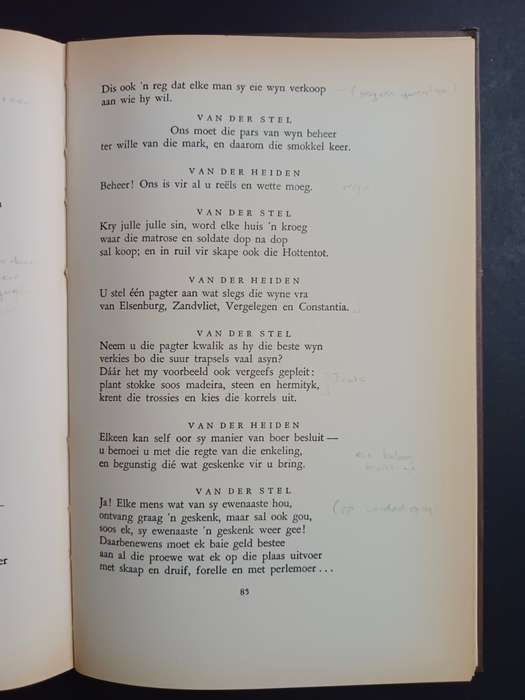 Dis ook 'n reg dat elke man sy eie wyn verkoop
aan wie hy wil.
VAN DER STEL
Ons moet die pars van wyn beheer
ter wille van die mark, en daarom die smokkel keer.
VAN DER HEIDEN
Beheer! Ons is vir al u reëls en wette moeg.
VAN DER STEL
Kry julle julle sin, word elke huis 'n kroeg
waar die matrose en soldate dop na dop
sal koop; en in ruil vir skape ook die Hottentot.
VAN DER HEIDEN
U stel één pagter aan wat slegs die wyne vra
van Elsenburg, Zandvliet, Vergelegen en Constantia.
VAN DER STEL
Neem u die pagter kwalik as hy die beste wyn
verkies bo die suur trapsels vaal asyn?
Dáár het my voorbeeld ook vergeefs gepleit:
plant stokke soos madeira, steen en hermityk,
krent die trossies en kies die korrels uit.
VAN DER HEIDEN
Elkeen kan self oor sy manier van boer besluit—
u bemoei u met die regte van die enkeling,
en begunstig dié wat geskenke vir u bring.
VAN DER STEL
Ja! Elke mens wat van sy ewenaaste hou,
ontvang graag 'n geskenk, maar sal ook gou,
soos ek, sy ewenaaste 'n geskenk weer gee!
Daarbenewens moet ek baie geld bestee
aan al die proewe wat ek op die plaas uitvoer
met skaap en druif, forelle en met perlemoer...
85
er